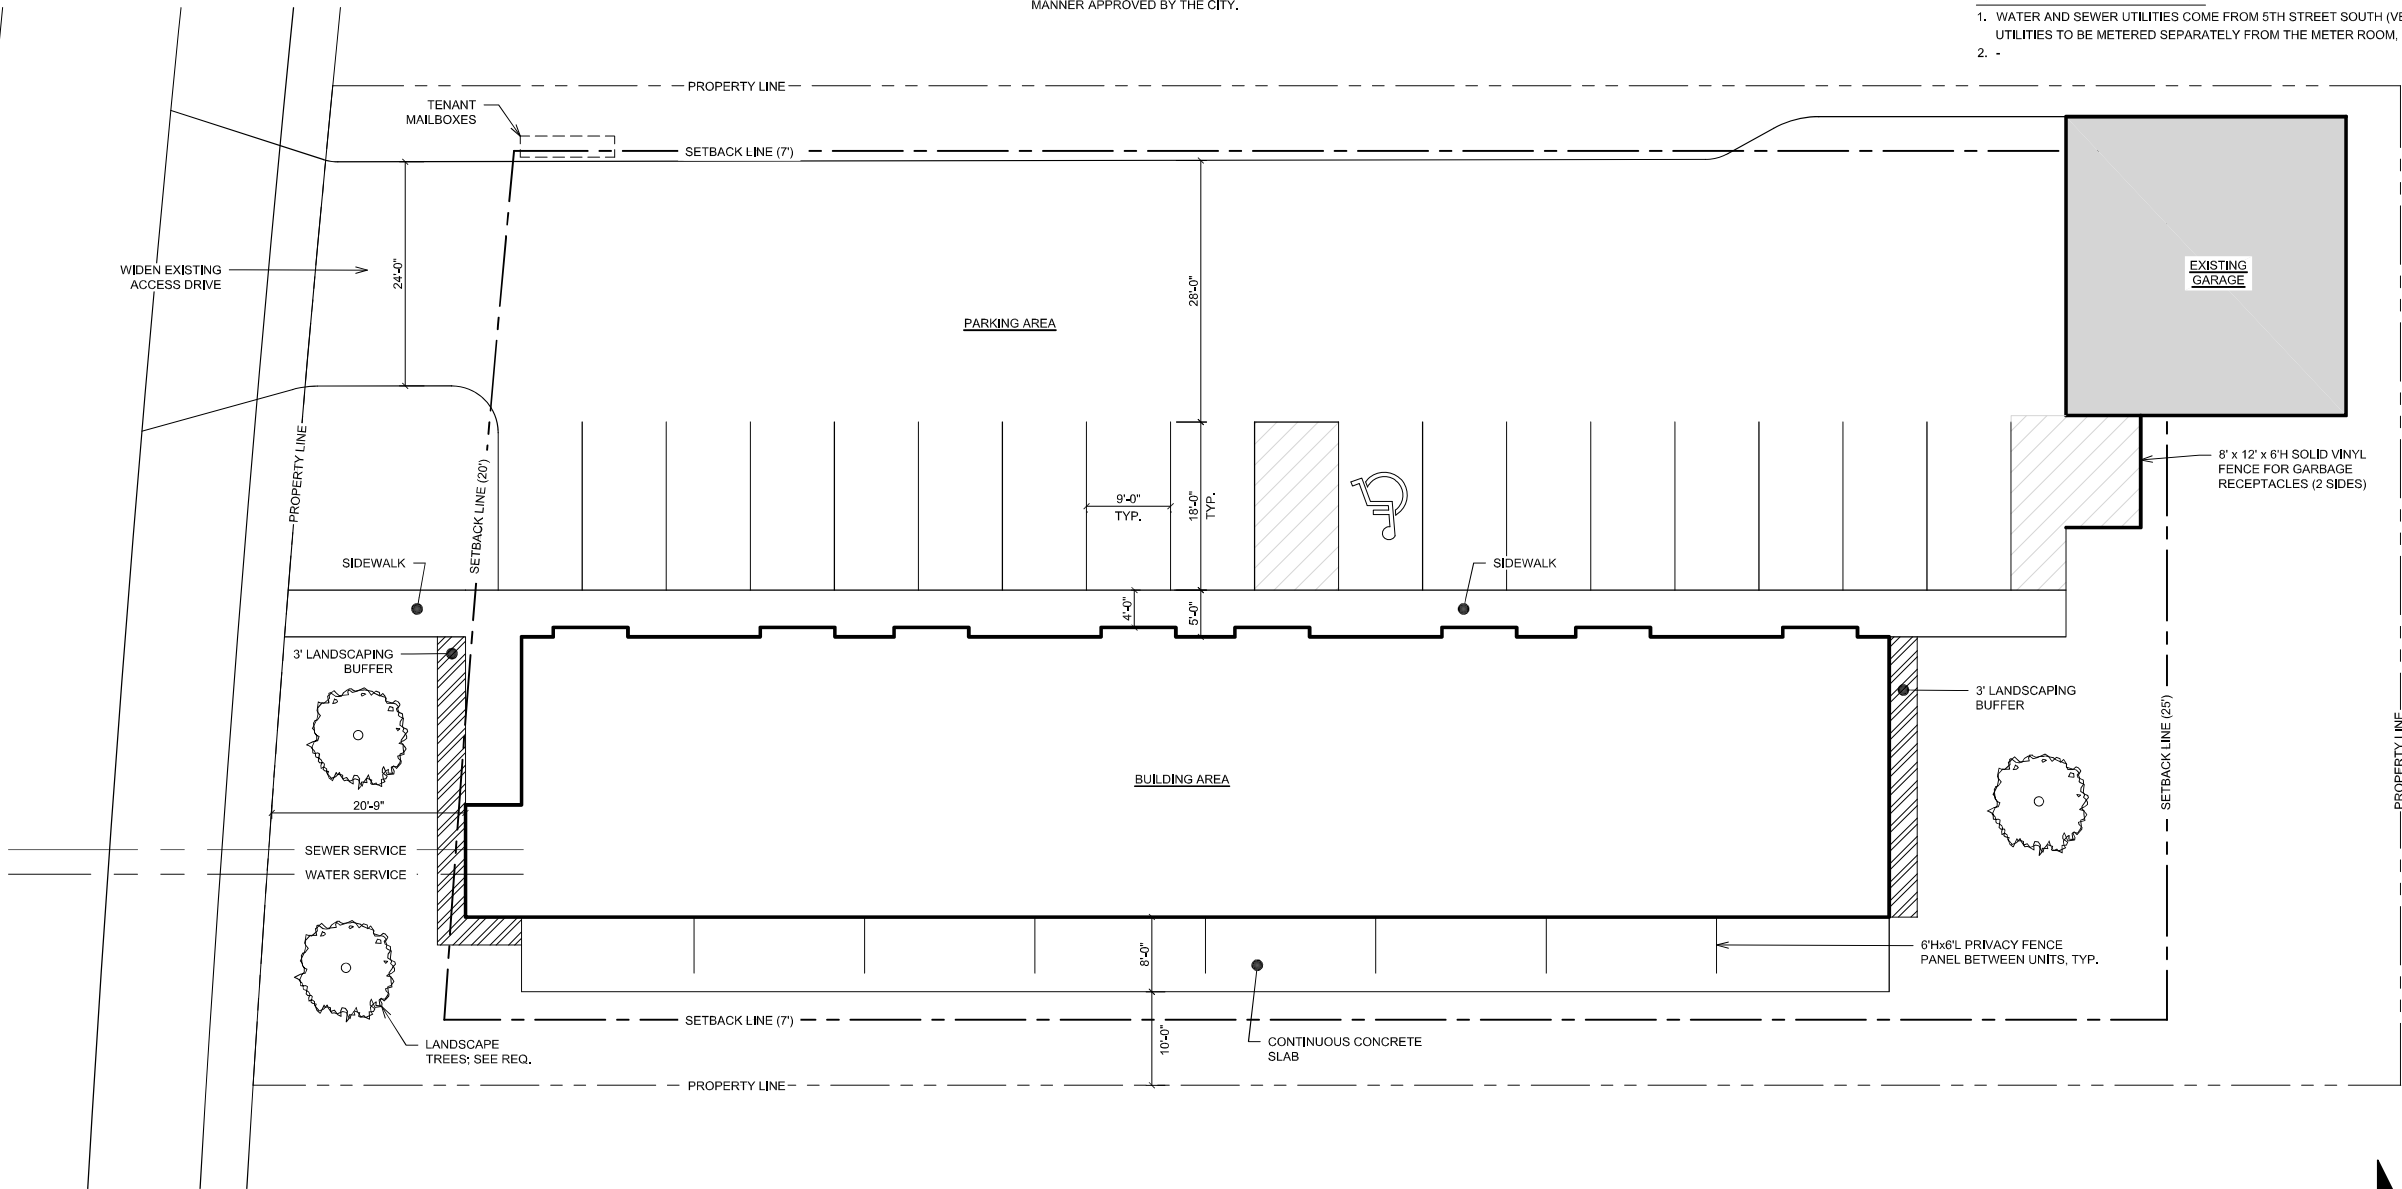 MANNER APPROVED BY THE CITY.
1. WATER AND SEWER UTILITIES COME FROM 5TH STREET SOUTH
UTILITIES TO BE METERED SEPARATELY FROM THE METER ROOM,
2. -
PROPERTY LINE
TENANT
MAILBOXES
SETBACK LINE (7')
WIDEN EXISTING
ACCESS DRIVE
24'-0"
28'-0"
PARKING AREA
EXISTING
GARAGE
PROPERTY LINE
SETBACK LINE (20')
9'-0"
TYP.
18'-0"
TYP.
8' x 12' x 6'H SOLID VINYL
FENCE FOR GARBAGE
RECEPTACLES (2 SIDES)
SIDEWALK
SIDEWALK
4'-0"
5'-0"
3' LANDSCAPING
BUFFER
3' LANDSCAPING
BUFFER
SETBACK LINE (25')
PROPERTY LINE
BUILDING AREA
20'-9"
SEWER SERVICE
WATER SERVICE
8'-0"
6'Hx6'L PRIVACY FENCE
PANEL BETWEEN UNITS, TYP.
SETBACK LINE (7')
10'-0"
LANDSCAPE
TREES; SEE REQ.
CONTINUOUS CONCRETE
SLAB
PROPERTY LINE